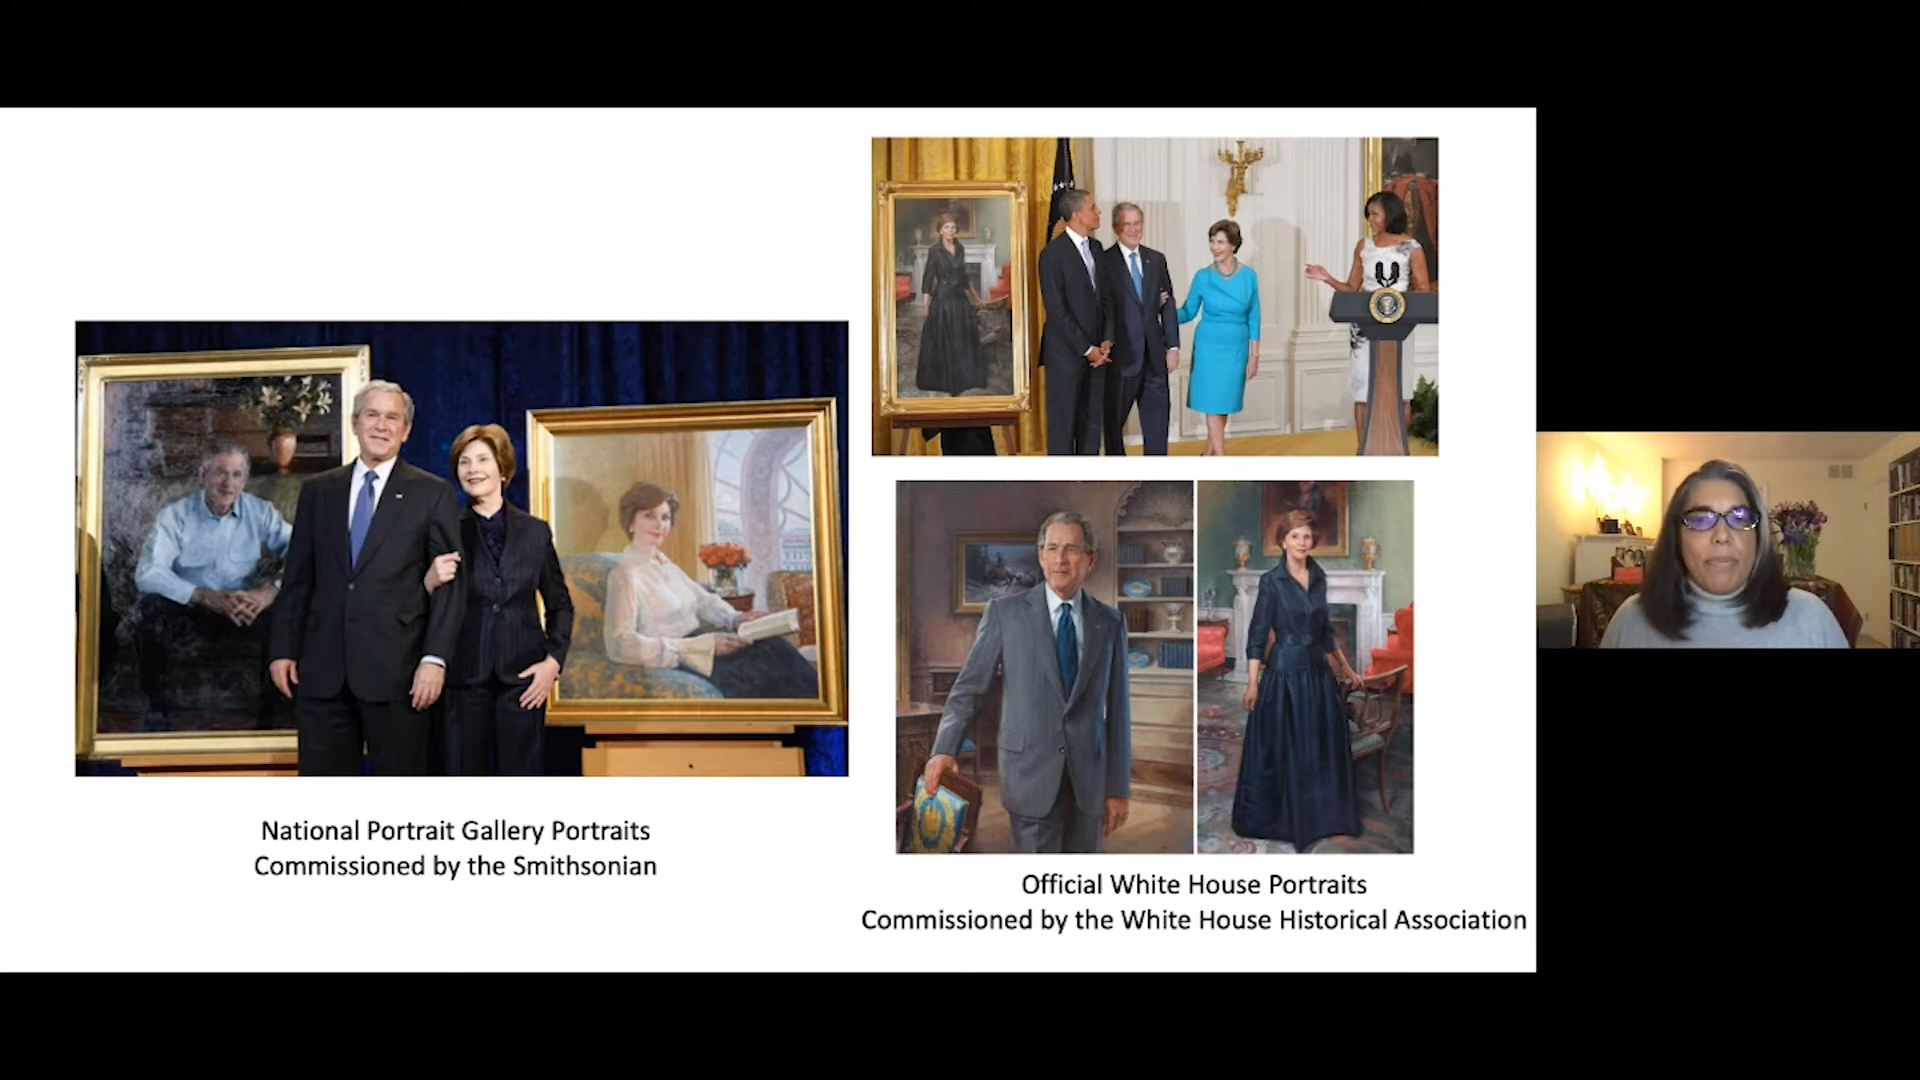 National Portrait Gallery Portraits
Commissioned by the Smithsonian
Official White House Portraits
Commissioned by the White House Historical Association